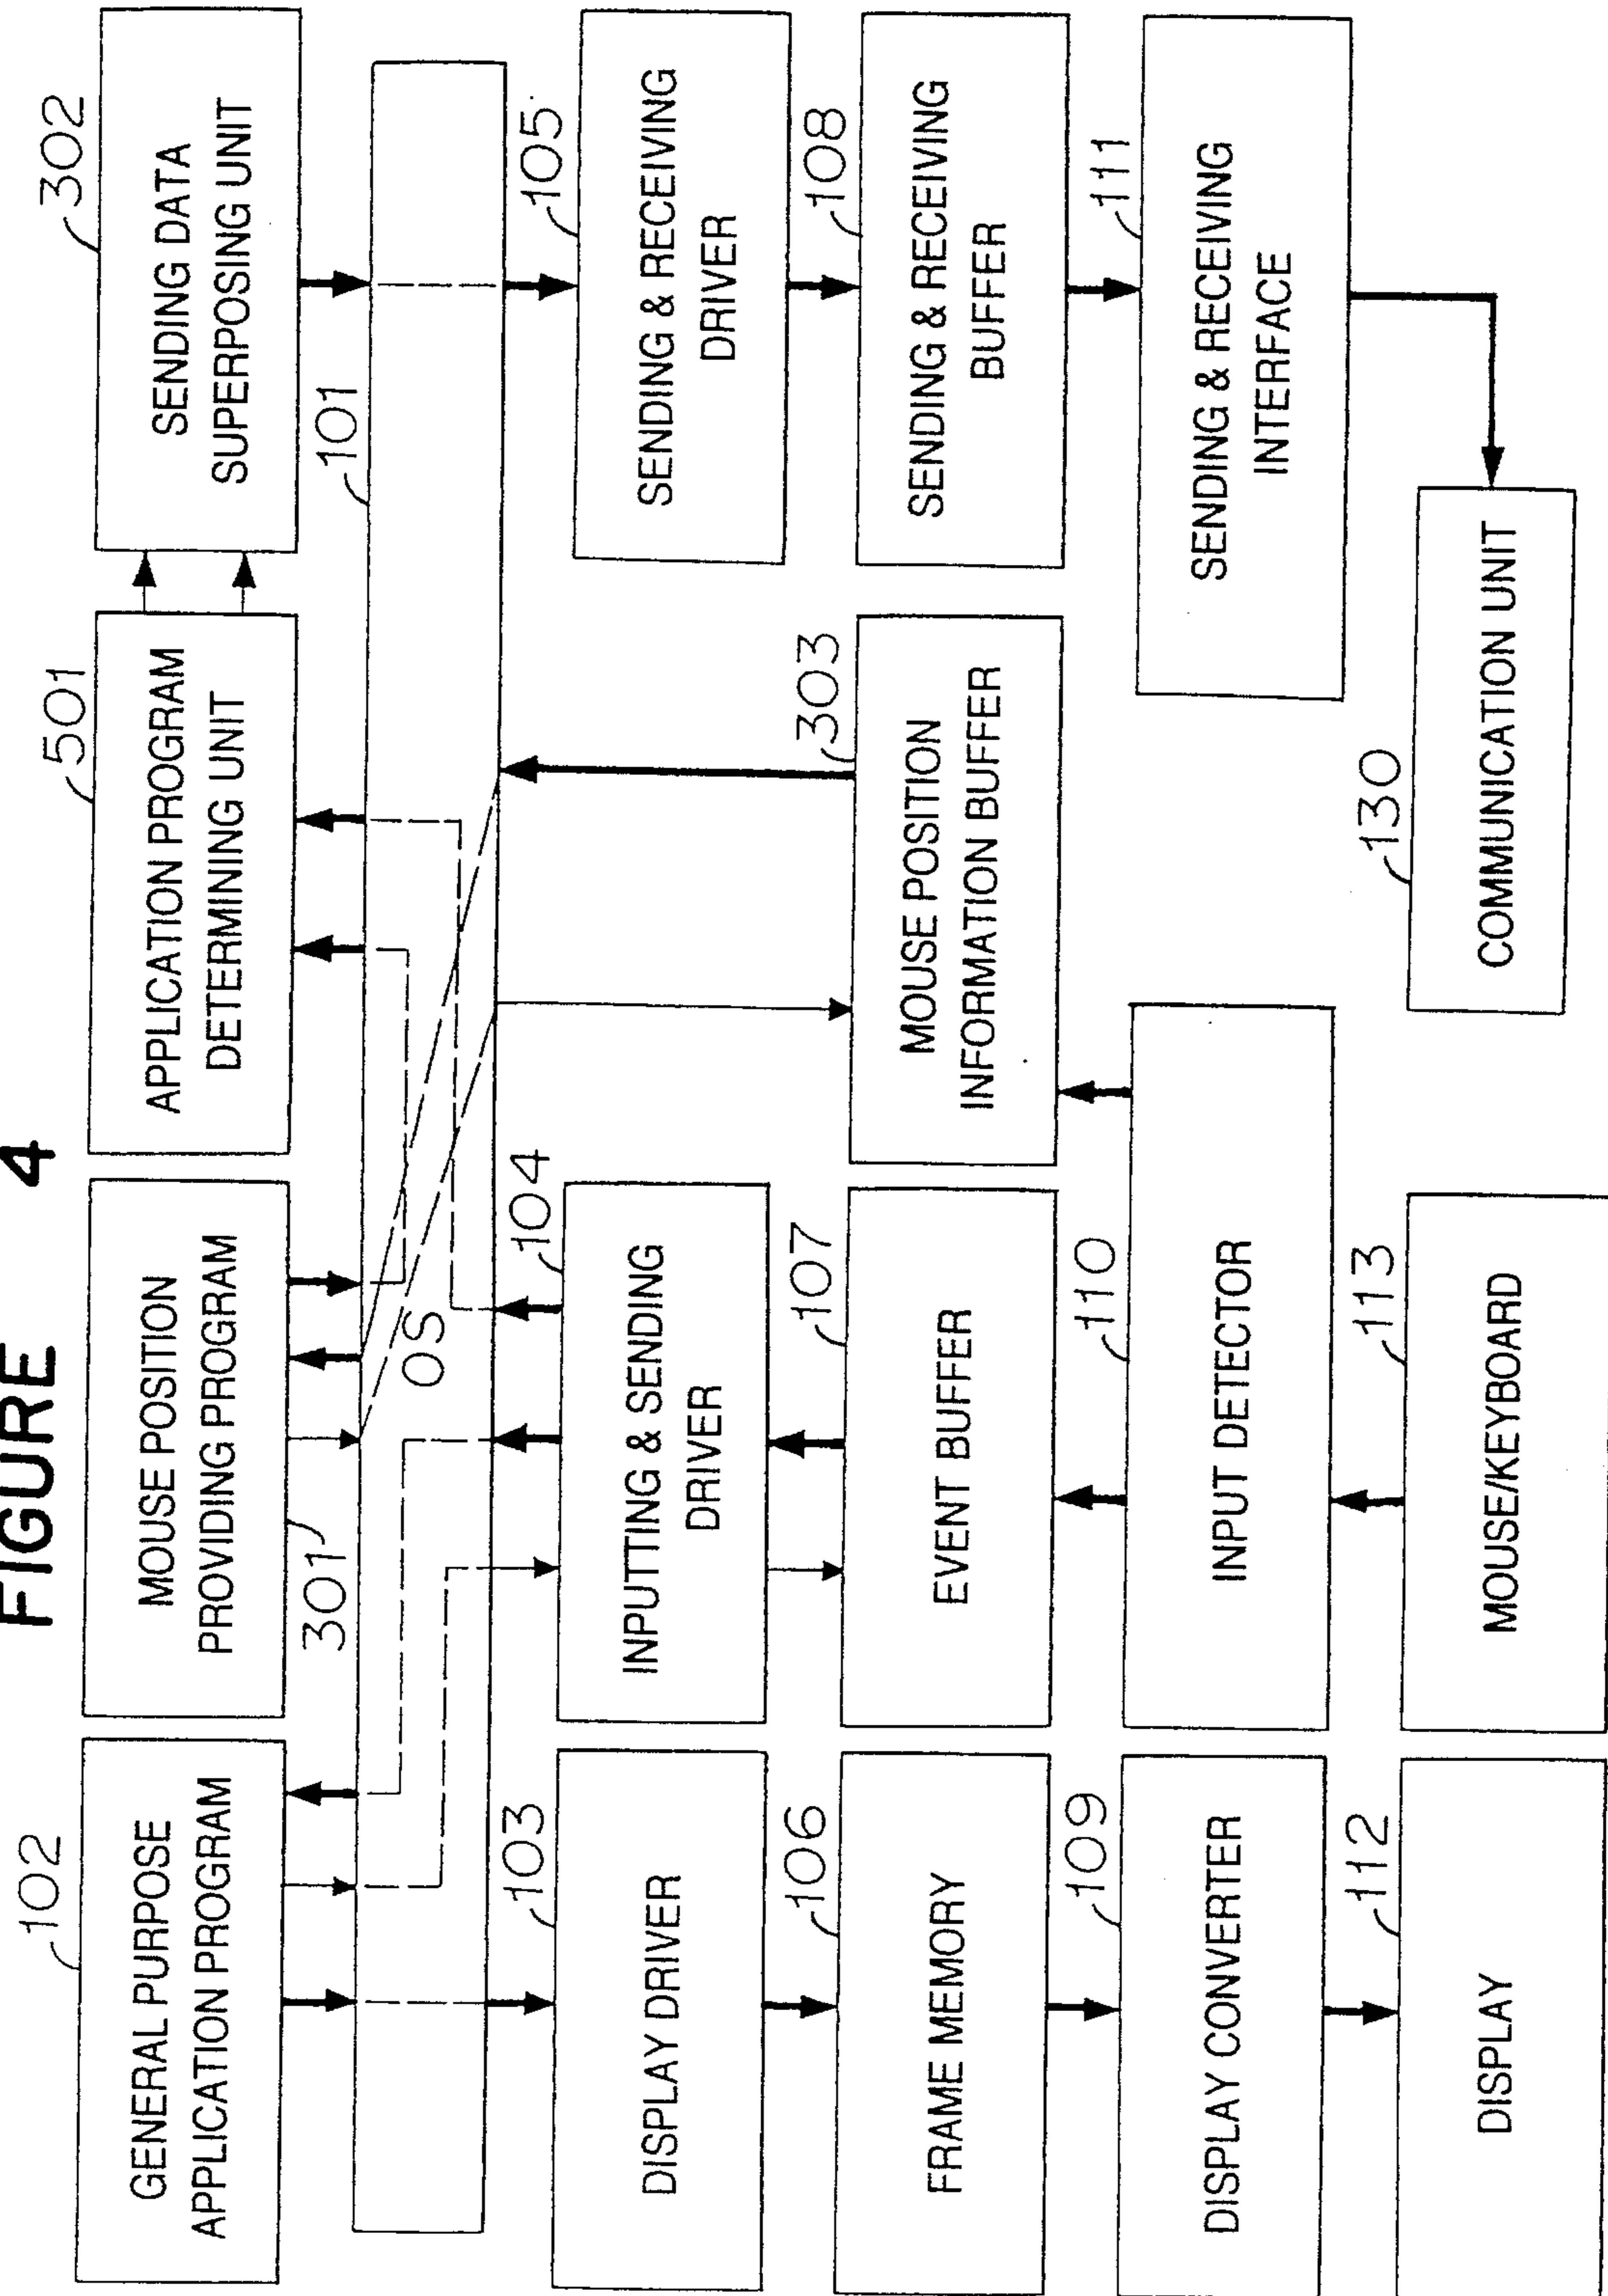 FIGURE 4
102
GENERAL PURPOSE
APPLICATION PROGRAM
MOUSE POSITION
PROVIDING PROGRAM
301
501
APPLICATION PROGRAM
DETERMINING UNIT
302
SENDING DATA
SUPERPOSING UNIT
101
OS
103
DISPLAY DRIVER
104
INPUTTING & SENDING
DRIVER
105
SENDING & RECEIVING
DRIVER
106
FRAME MEMORY
107
EVENT BUFFER
303
MOUSE POSITION
INFORMATION BUFFER
108
SENDING & RECEIVING
BUFFER
109
DISPLAY CONVERTER
110
INPUT DETECTOR
111
SENDING & RECEIVING
INTERFACE
112
DISPLAY
113
MOUSE/KEYBOARD
130
COMMUNICATION UNIT